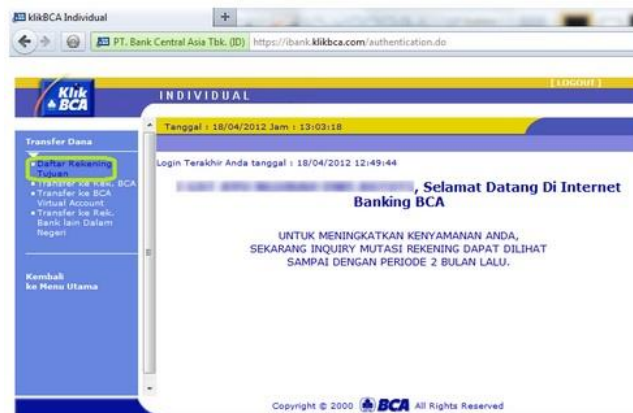 klikBCA Individual
PT. Bank Central Asia Tbk. (ID) https://ibank.klikbca.com/authentication.do
Klik BCA
INDIVIDUAL
[ LOGOUT ]
Tanggal : 18/04/2012 Jam : 13:03:18
Transfer Dana
Daftar Rekening
Tujuan
Transfer ke Rek. BCA
Transfer ke BCA
Virtual Account
Transfer ke Rek.
Bank lain Dalam
Negeri
Kembali
ke Menu Utama
Login Terakhir Anda tanggal : 18/04/2012 12:49:44
, Selamat Datang Di Internet
Banking BCA
UNTUK MENINGKATKAN KENYAMANAN ANDA,
SEKARANG INQUIRY MUTASI REKENING DAPAT DILIHAT
SAMPAI DENGAN PERIODE 2 BULAN LALU.
Copyright © 2000 BCA All Rights Reserved